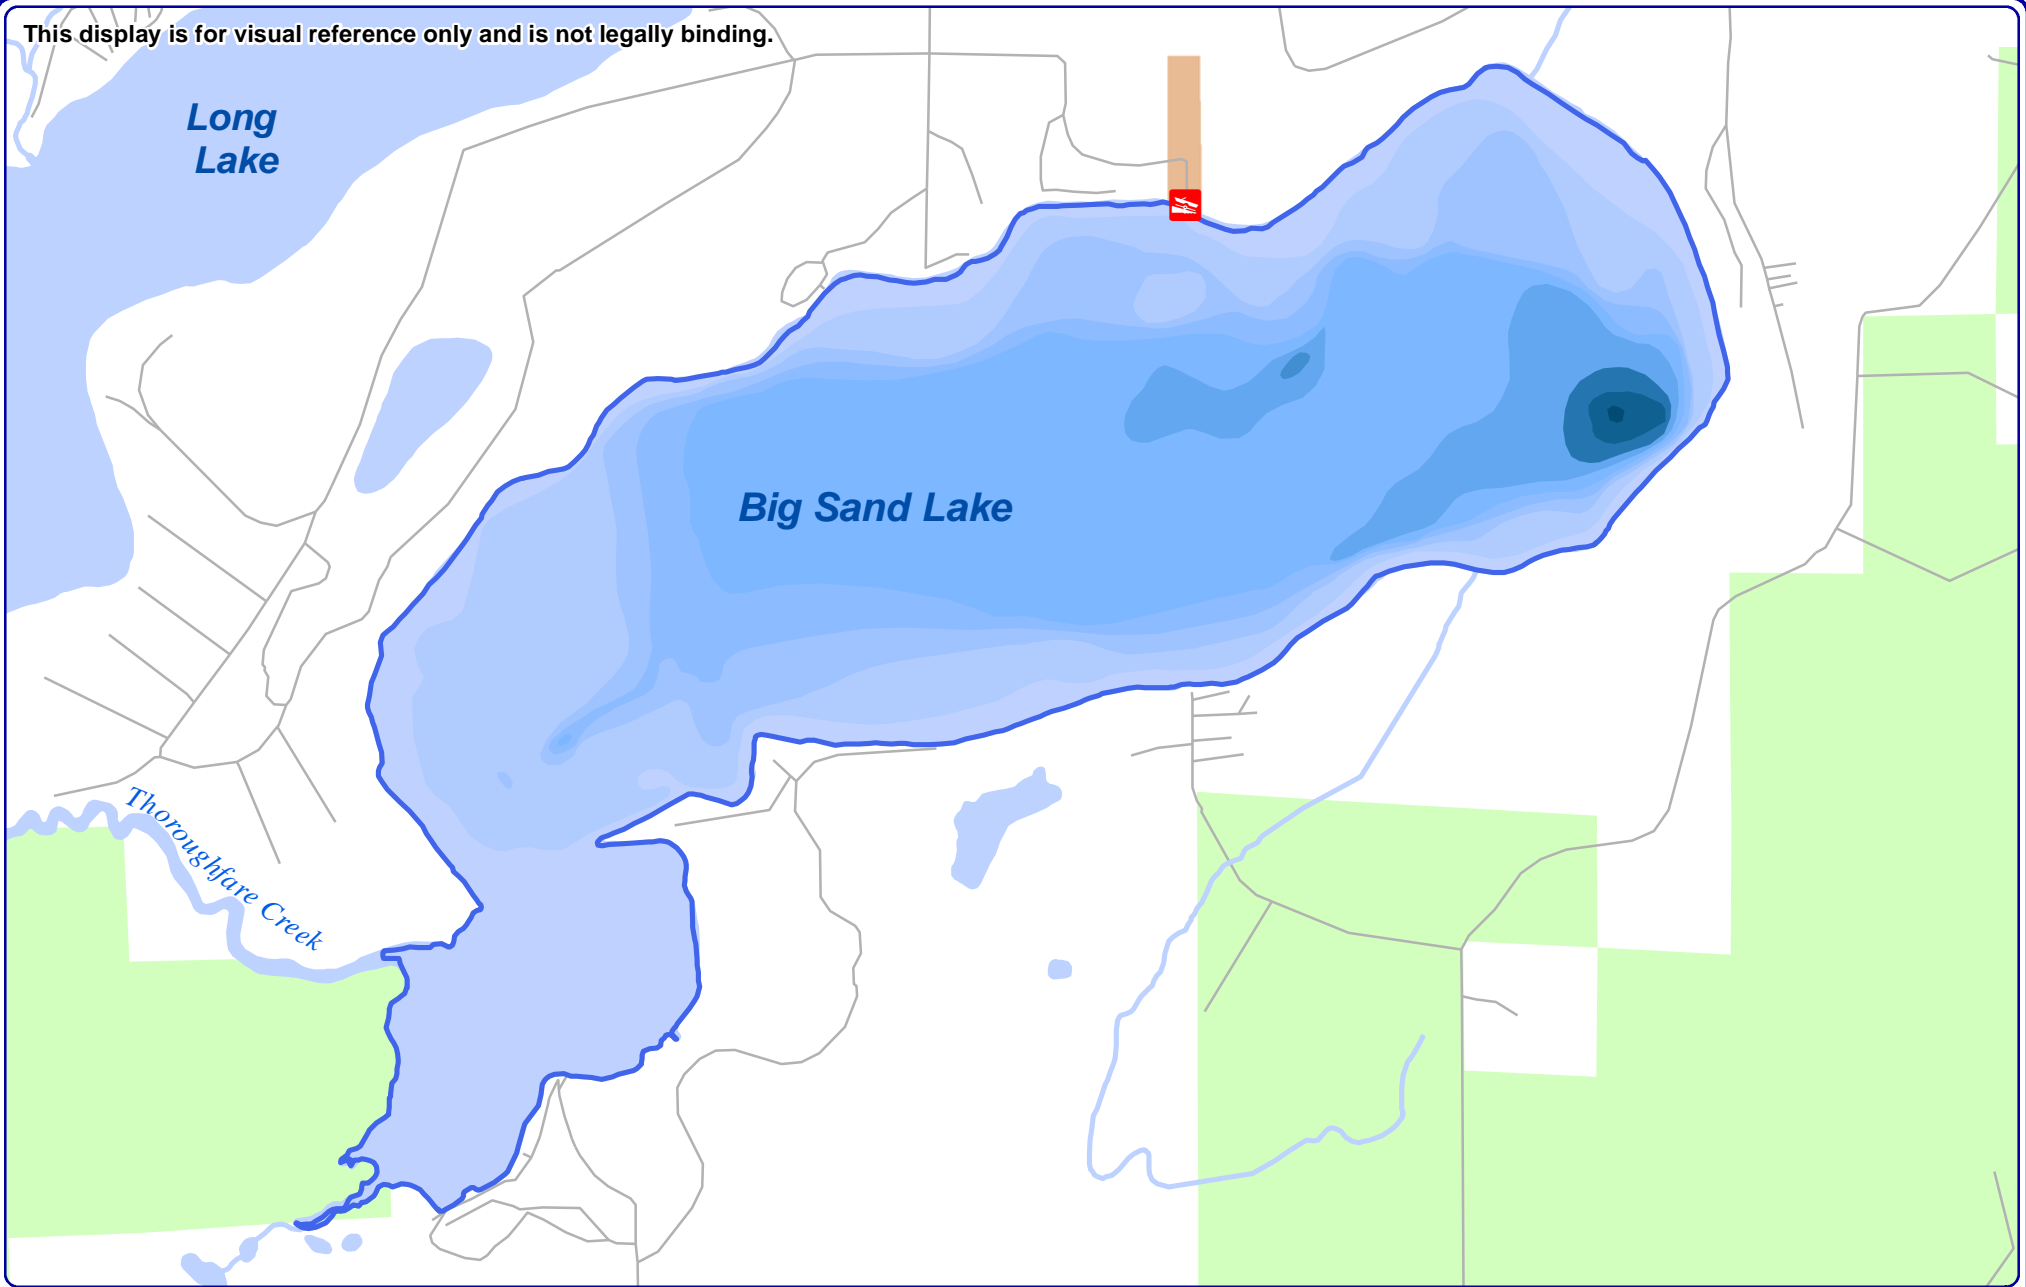 This display is for visual reference only and is not legally binding.
Long
Lake
Big Sand Lake
Thoroughfare Creek